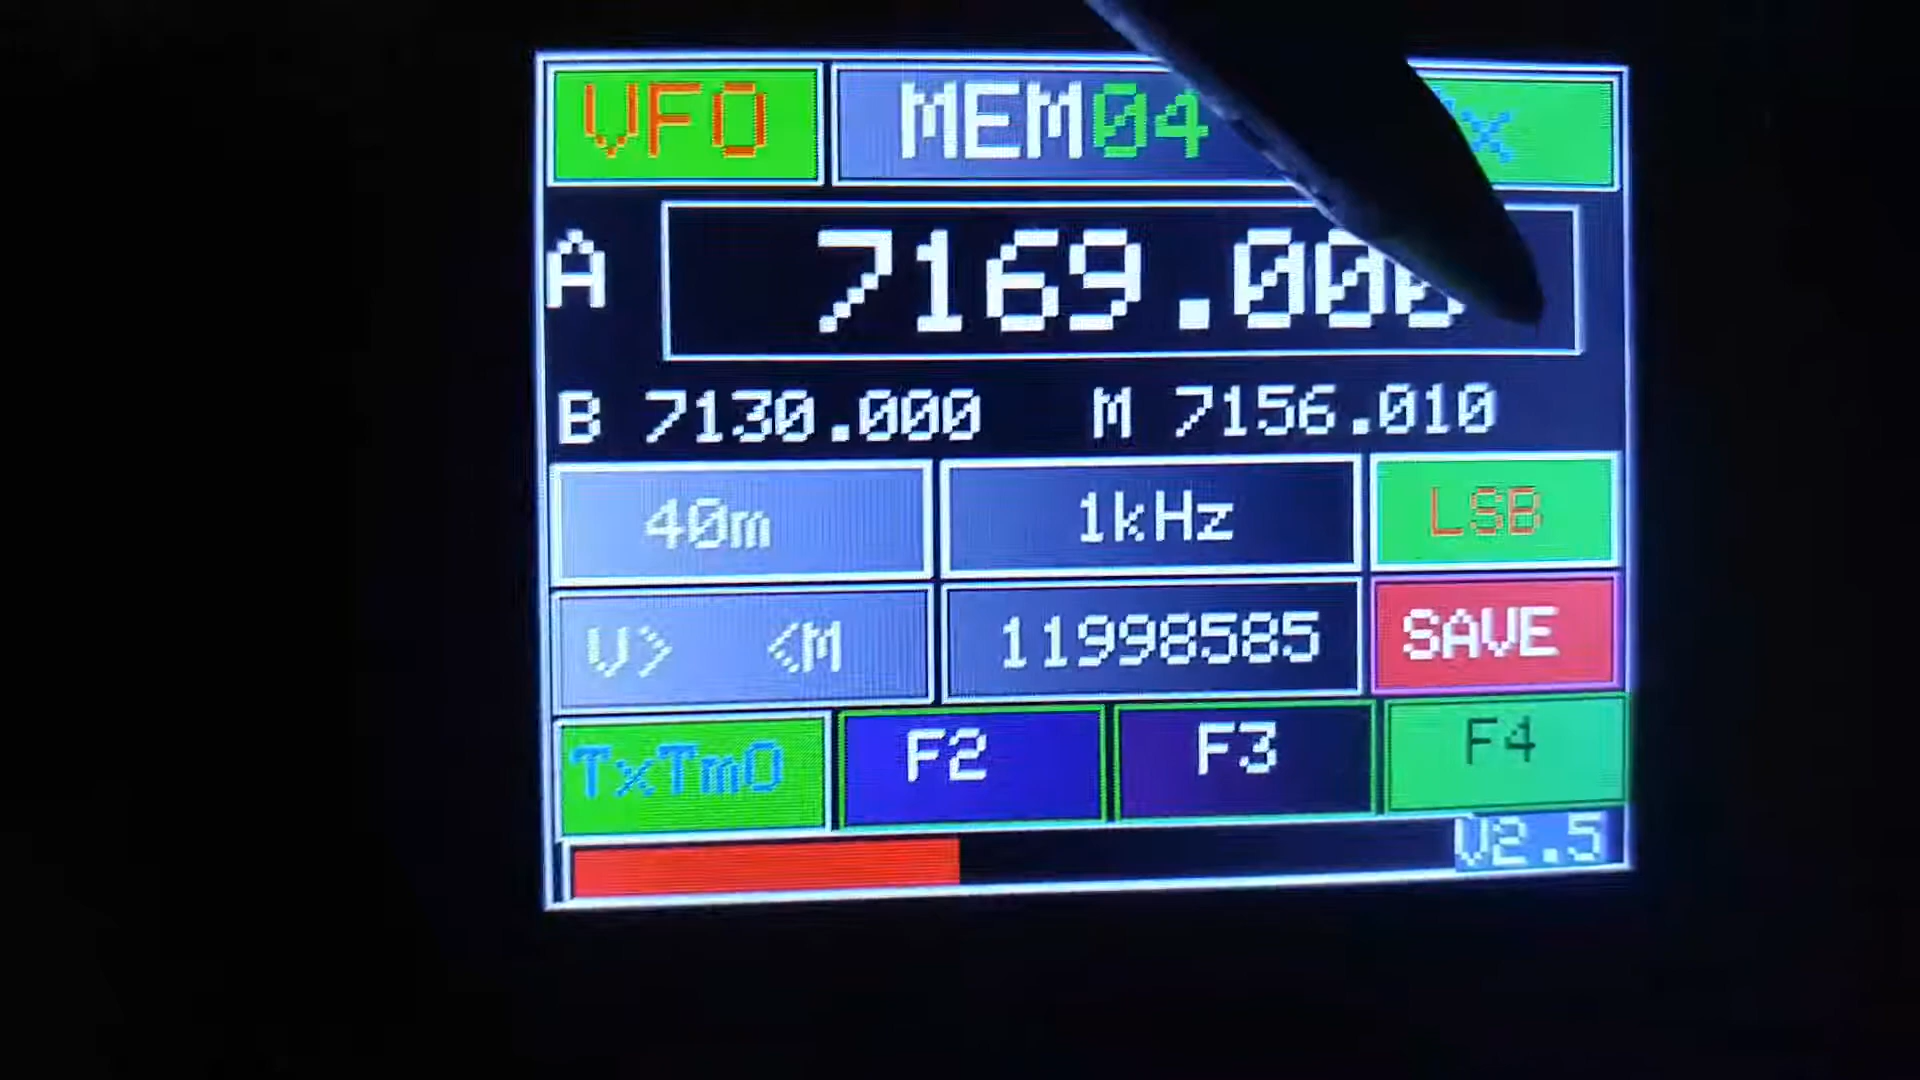 VFO MEM04 x
A 7169.000
B 7130.000 M 7156.010
40m 1kHz LSB
V> <M 11998585 SAVE
TxTmO F2 F3 F4
V2.5